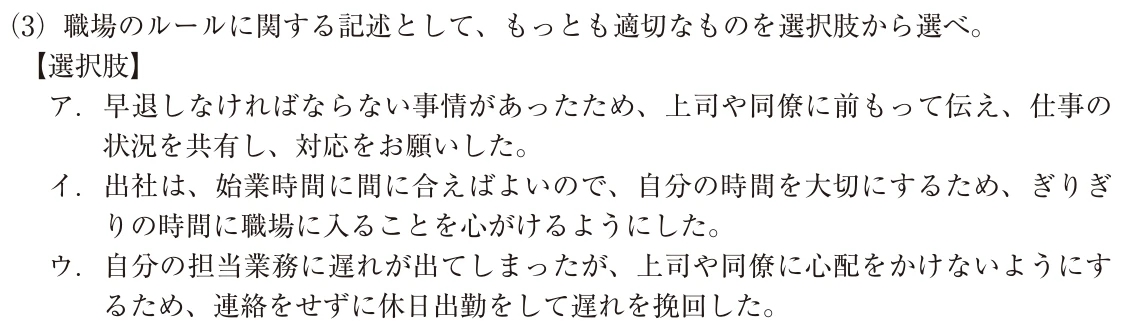 (3) 職場のルールに関する記述として、もっとも適切なものを選択肢から選べ。
【選択肢】
ア．早退しなければならない事情があったため、上司や同僚に前もって伝え、仕事の
状況を共有し、対応をお願いした。
イ．出社は、始業時間に間に合えばよいので、自分の時間を大切にするため、ぎりぎ
りの時間に職場に入ることを心がけるようにした。
ウ．自分の担当業務に遅れが出てしまったが、上司や同僚に心配をかけないようにす
るため、連絡をせずに休日出勤をして遅れを挽回した。